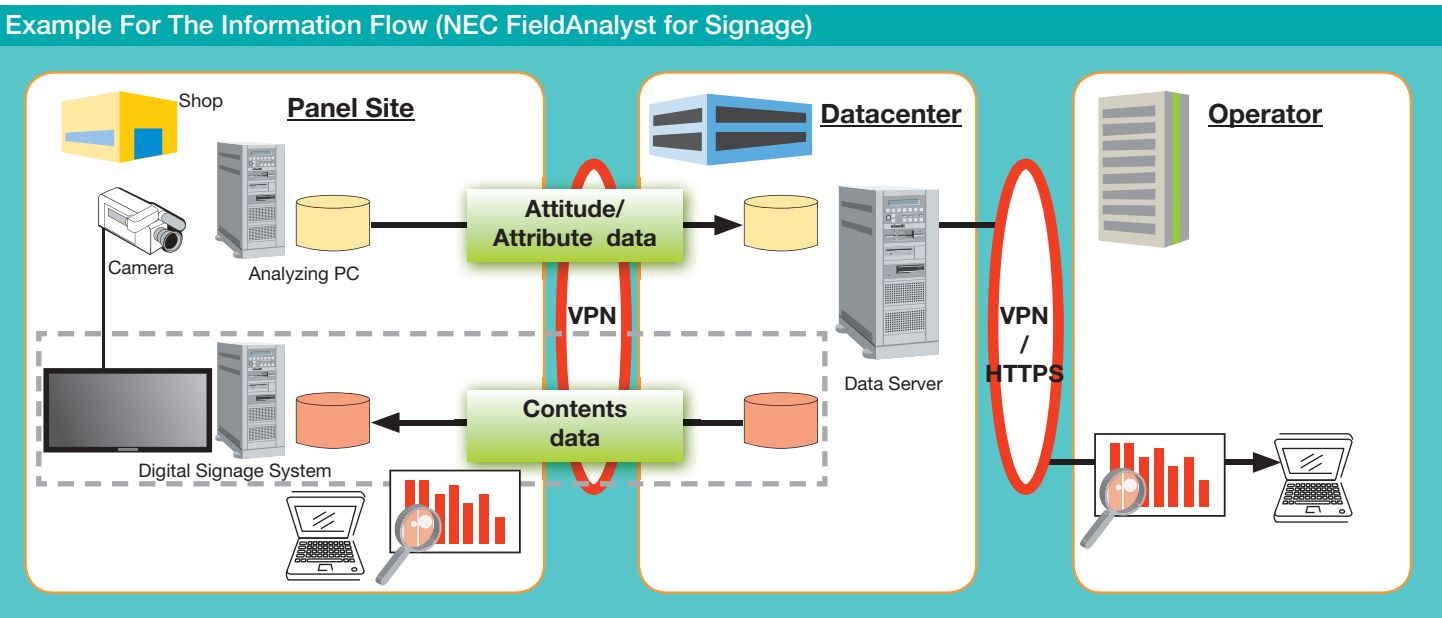 Example For The Information Flow (NEC FieldAnalyst for Signage)
Shop
Panel Site
Camera
Analyzing PC
Attitude/
Attribute data
VPN
Digital Signage System
Contents
data
Datacenter
Data Server
VPN
/
HTTPS
Operator